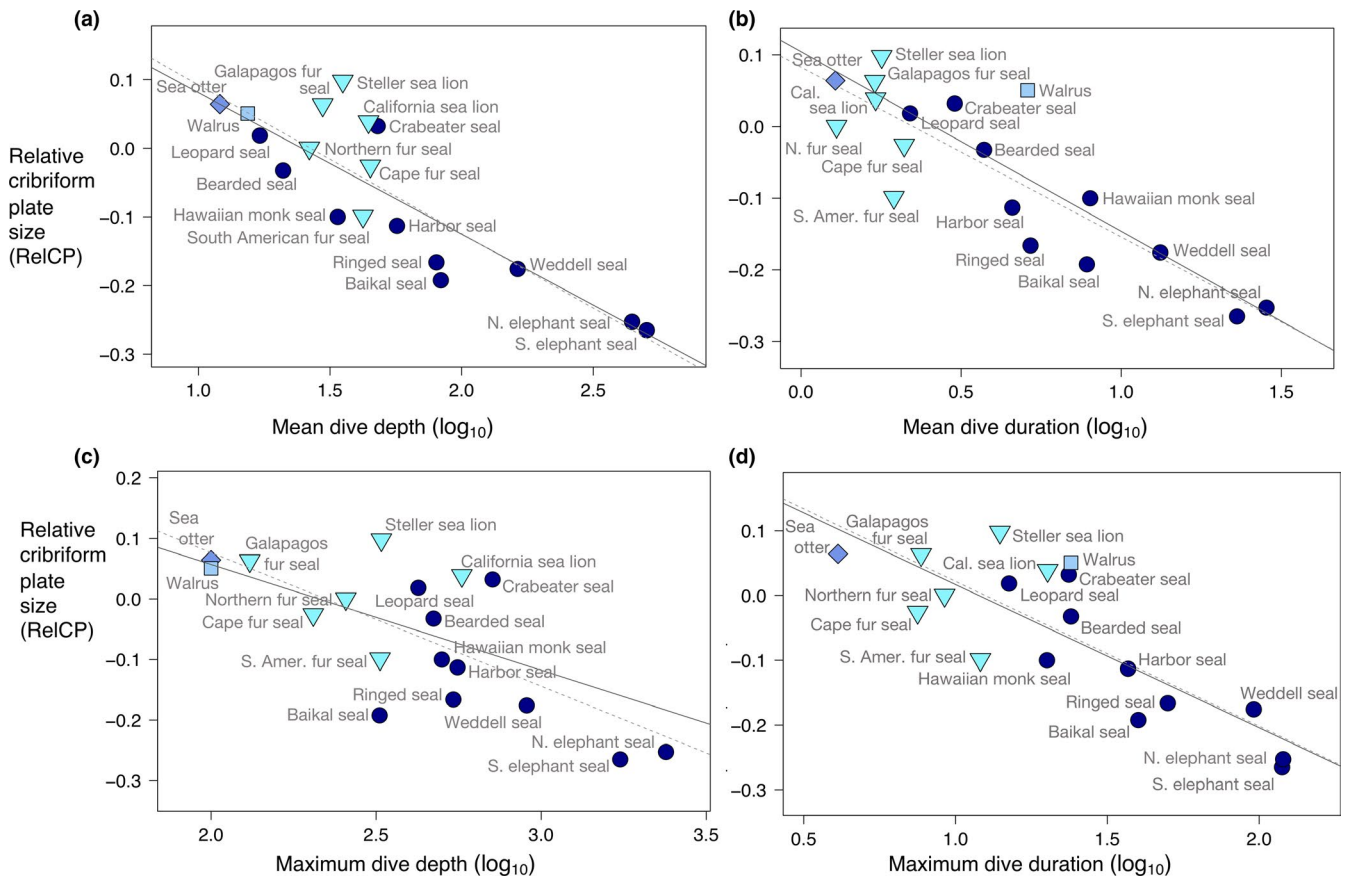 (a)
Relative
cribriform
plate
size
(RelCP)
0.1
0.0
−0.1
−0.2
−0.3
Sea otter
Galapagos fur
seal
Steller sea lion
California sea lion
Walrus
Crabeater seal
Leopard seal
Northern fur seal
Bearded seal
Cape fur seal
Hawaiian monk seal
South American fur seal
Harbor seal
Ringed seal
Baikal seal
Weddell seal
N. elephant seal
S. elephant seal
1.0 1.5 2.0 2.5
Mean dive depth (log10)
(b)
0.1
0.0
−0.1
−0.2
−0.3
Sea otter
Steller sea lion
Galapagos fur seal
Cal.
sea lion
Walrus
Crabeater seal
Leopard seal
N. fur seal
Cape fur seal
Bearded seal
S. Amer. fur seal
Hawaiian monk seal
Harbor seal
Ringed seal
Baikal seal
Weddell seal
N. elephant seal
S. elephant seal
0.0 0.5 1.0 1.5
Mean dive duration (log10)
(c)
Relative
cribriform
plate
size
(RelCP)
0.2
0.1
0.0
−0.1
−0.2
−0.3
Sea
otter
Walrus
Galapagos
fur seal
Steller sea lion
California sea lion
Crabeater seal
Northern fur seal
Leopard seal
Cape fur seal
Bearded seal
S. Amer. fur seal
Hawaiian monk seal
Harbor seal
Ringed seal
Baikal seal
Weddell seal
N. elephant seal
S. elephant seal
2.0 2.5 3.0 3.5
Maximum dive depth (log10)
(d)
0.1
0.0
−0.1
−0.2
−0.3
Sea
otter
Galapagos
fur seal
Steller sea lion
Cal. sea lion
Walrus
Crabeater seal
Northern fur seal
Leopard seal
Cape fur seal
Bearded seal
S. Amer. fur seal
Hawaiian monk seal
Harbor seal
Ringed seal
Baikal seal
Weddell seal
N. elephant seal
S. elephant seal
0.5 1.0 1.5 2.0
Maximum dive duration (log10)